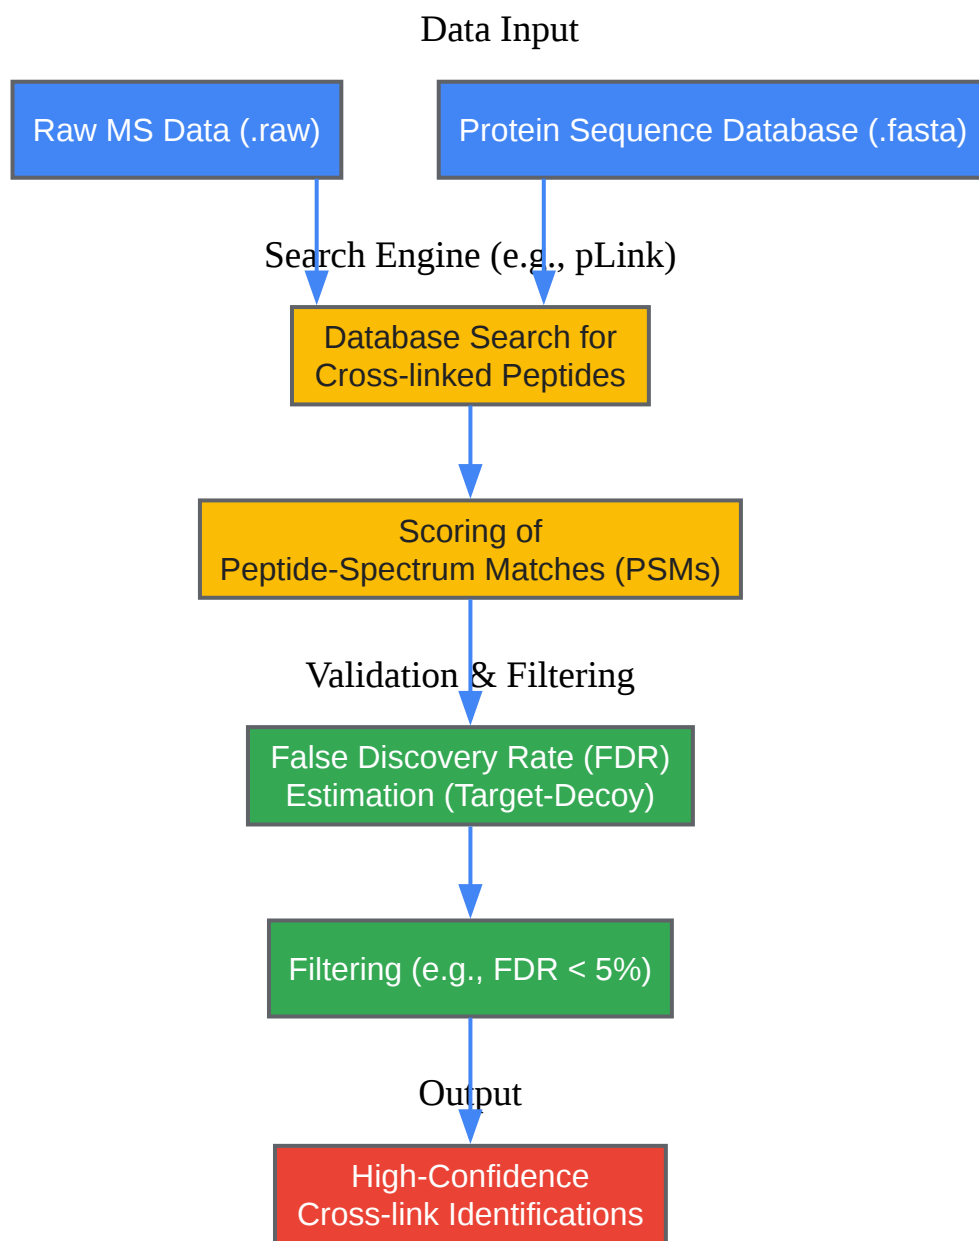 Data Input
Raw MS Data (.raw)
Protein Sequence Database (.fasta)
Search Engine (e.g., pLink)
Database Search for
Cross-linked Peptides
Scoring of
Peptide-Spectrum Matches (PSMs)
Validation & Filtering
False Discovery Rate (FDR)
Estimation (Target-Decoy)
Filtering (e.g., FDR < 5%)
Output
High-Confidence
Cross-link Identifications